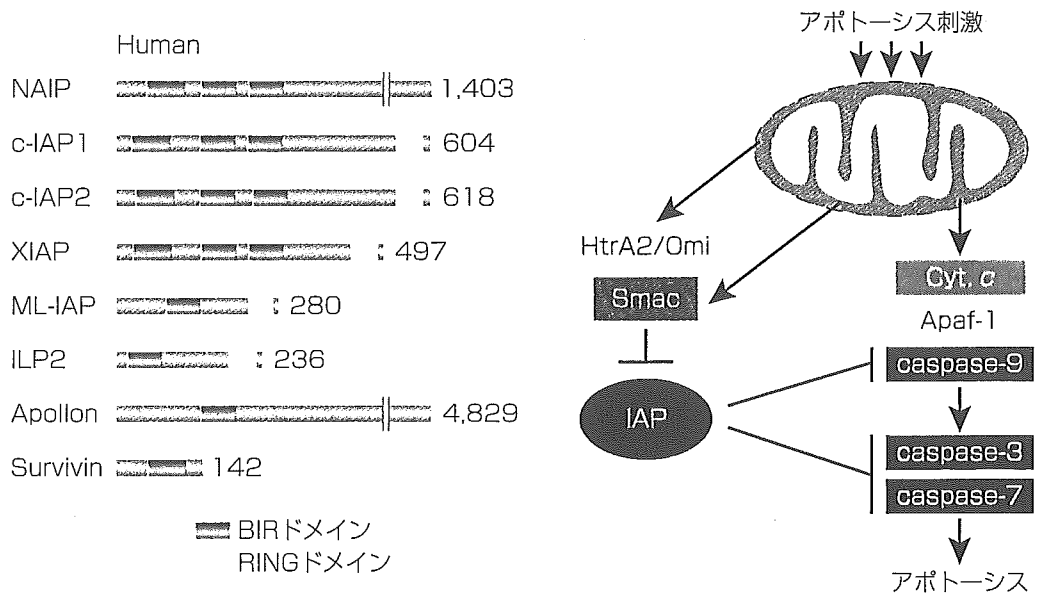 Human
NAIP 1,403
c-IAP1 604
c-IAP2 618
XIAP 497
ML-IAP 280
ILP2 236
Apollon 4,829
Survivin 142
BIRドメイン
RINGドメイン
アポトーシス刺激
HtrA2/Omi
Smac
IAP
Cyt. c
Apaf-1
caspase-9
caspase-3
caspase-7
アポトーシス